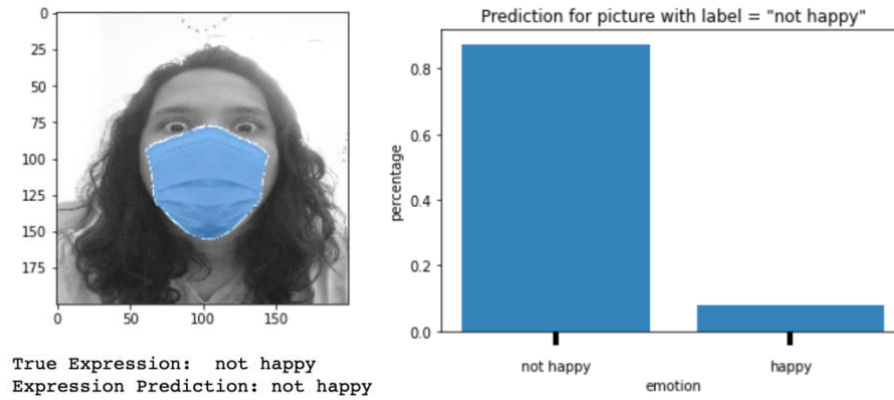 0
25
50
75
100
125
150
175
0 50 100 150
True Expression: not happy
Expression Prediction: not happy
Prediction for picture with label = "not happy"
0.8
0.6
0.4
0.2
0.0
percentage
not happy happy
emotion